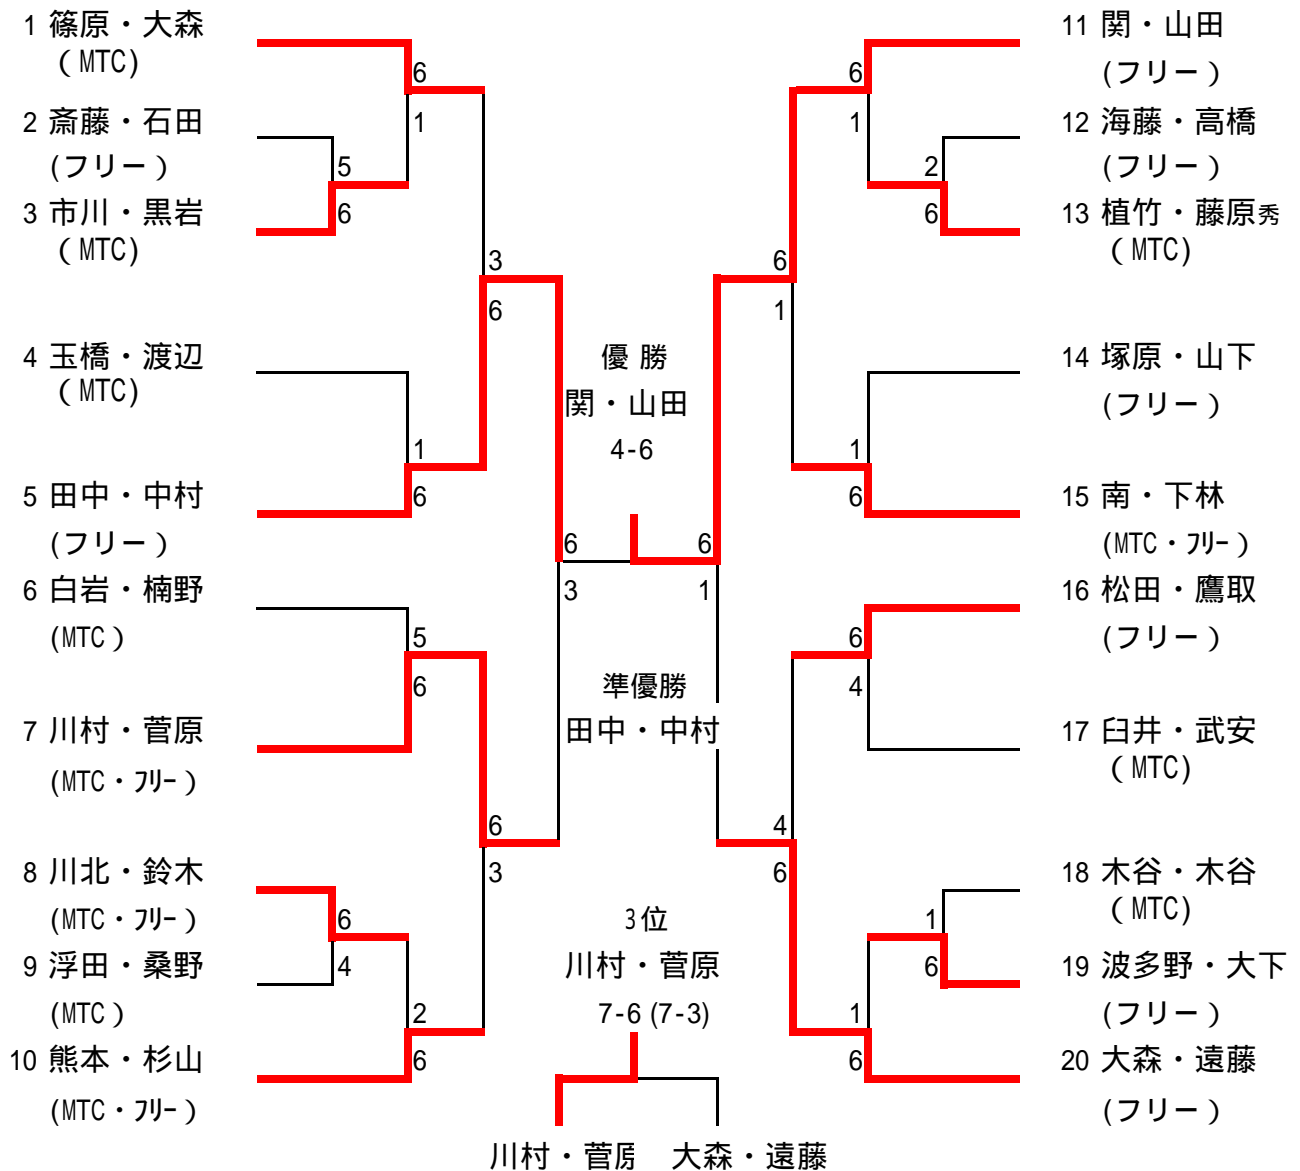 1 篠原・大森
（MTC)
2 斎藤・石田
(フリー）
3 市川・黒岩
（MTC)
4 玉橋・渡辺
（MTC)
5 田中・中村
(フリー）
6 白岩・楠野
(MTC）
7 川村・菅原
(MTC・フリー）
8 川北・鈴木
(MTC・フリー）
9 浮田・桑野
(MTC）
10 熊本・杉山
(MTC・フリー）
6
1
5
6
3
6
1
6
5
6
6
3
6
4
2
6
6
3
優 勝
関・山田
4-6
準優勝
田中・中村
3位
川村・菅原
7-6 (7-3)
川村・菅原 大森・遠藤
6
1
6
1
2
6
6
1
1
6
6
4
4
6
1
6
1
6
11 関・山田
(フリー）
12 海藤・高橋
(フリー）
13 植竹・藤原秀
（MTC)
14 塚原・山下
(フリー）
15 南・下林
(MTC・フリー）
16 松田・鷹取
(フリー）
17 臼井・武安
（MTC)
18 木谷・木谷
（MTC)
19 波多野・大下
(フリー）
20 大森・遠藤
(フリー）